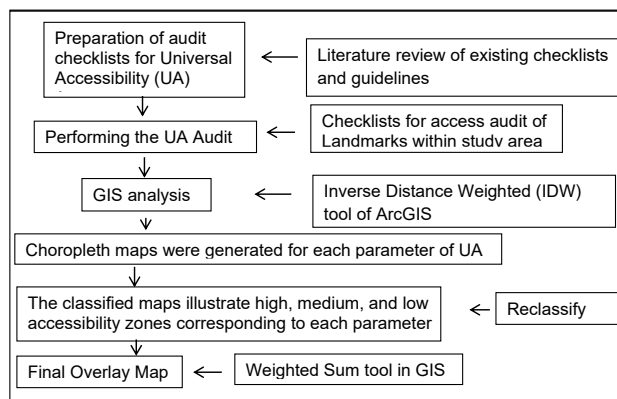 Preparation of audit
checklists for Universal
Accessibility (UA)
Literature review of existing checklists
and guidelines
Performing the UA Audit
Checklists for access audit of
Landmarks within study area
GIS analysis
Inverse Distance Weighted (IDW)
tool of ArcGIS
Choropleth maps were generated for each parameter of UA
The classified maps illustrate high, medium, and low
accessibility zones corresponding to each parameter
Reclassify
Final Overlay Map
Weighted Sum tool in GIS